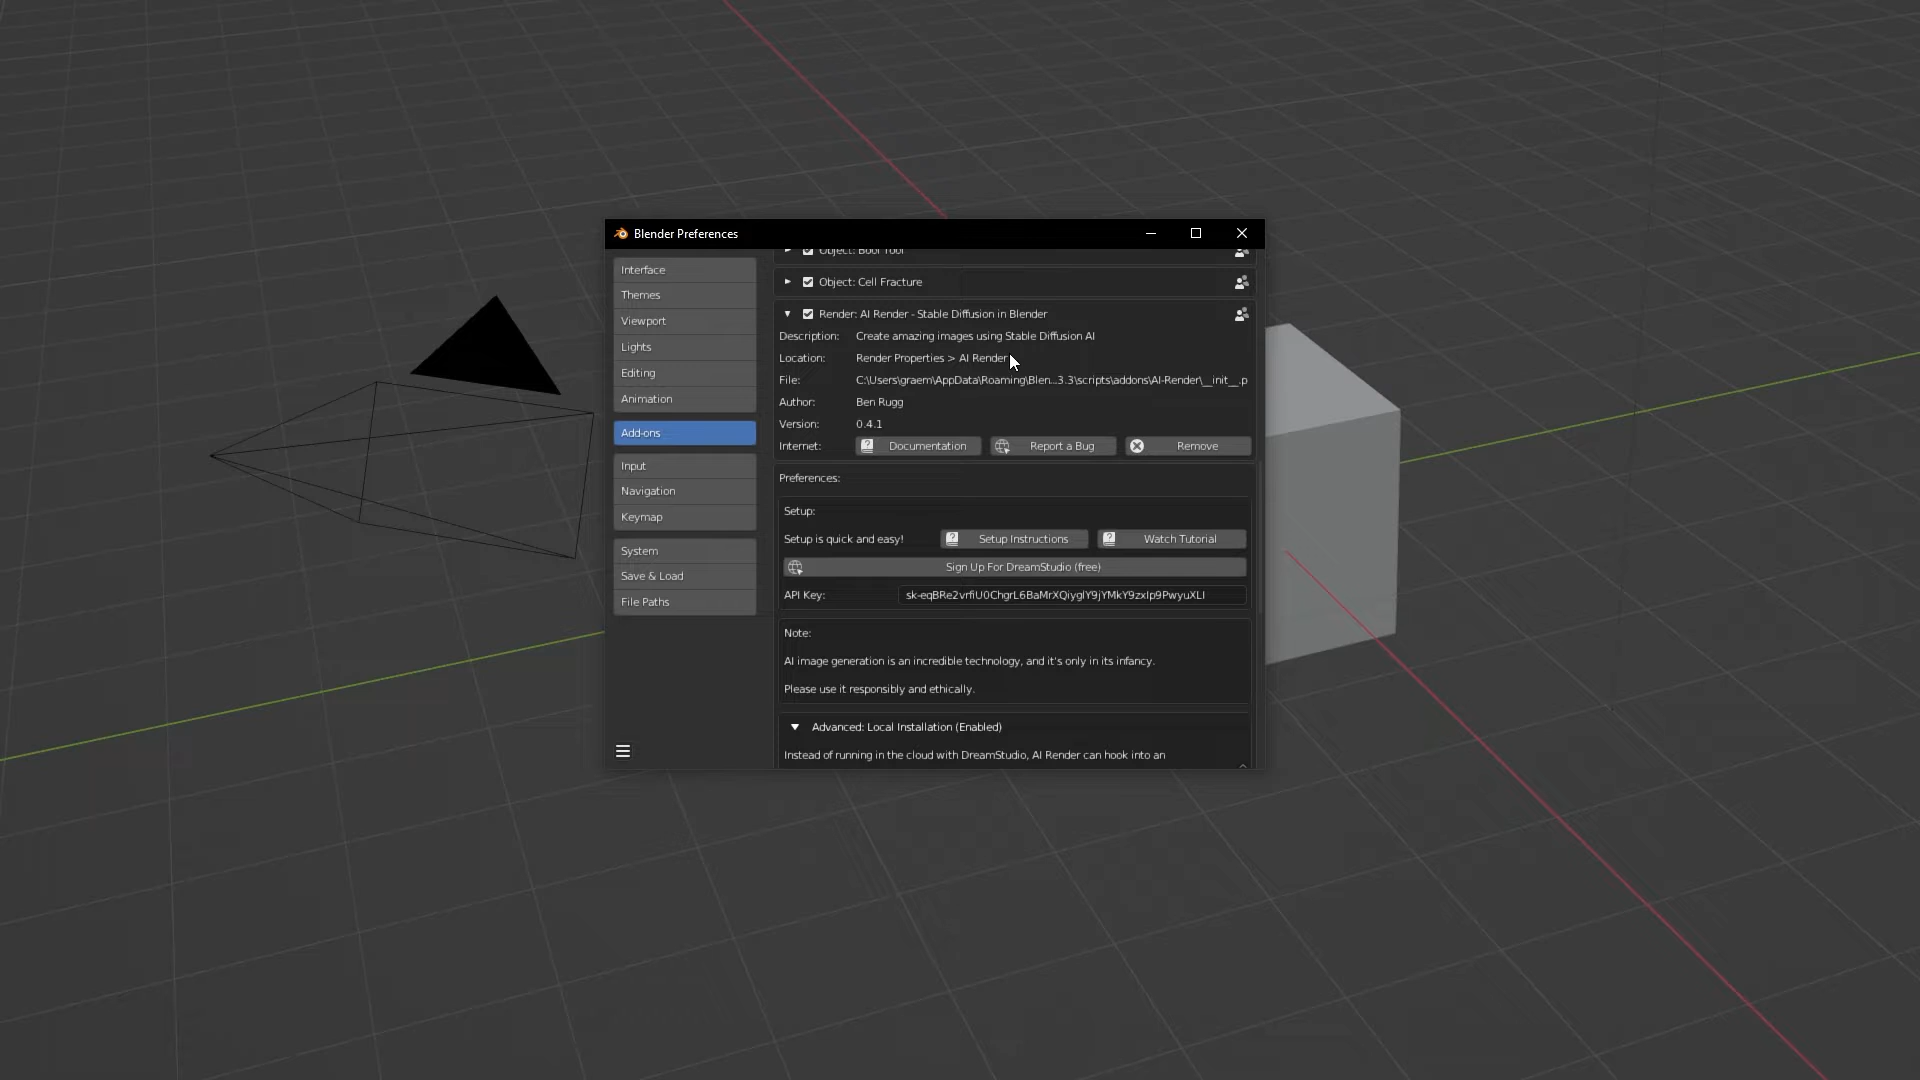 Blender Preferences
Interface
Themes
Viewport
Lights
Editing
Animation
Add-ons
Input
Navigation
Keymap
System
Save & Load
File Paths
Object: Bool Tool
Object: Cell Fracture
Render: AI Render - Stable Diffusion in Blender
Description: Create amazing images using Stable Diffusion AI
Location: Render Properties > AI Render
File: C:\Users\graem\AppData\Roaming\Blen...3.3\scripts\addons\AI-Render\__init__.p
Author: Ben Rugg
Version: 0.4.1
Internet: Documentation Report a Bug Remove
Preferences:
Setup:
Setup is quick and easy! Setup Instructions Watch Tutorial
Sign Up For DreamStudio (free)
API Key:
Note:
AI image generation is an incredible technology, and it's only in its infancy.
Please use it responsibly and ethically.
Advanced: Local Installation (Enabled)
Instead of running in the cloud with DreamStudio, AI Render can hook into an